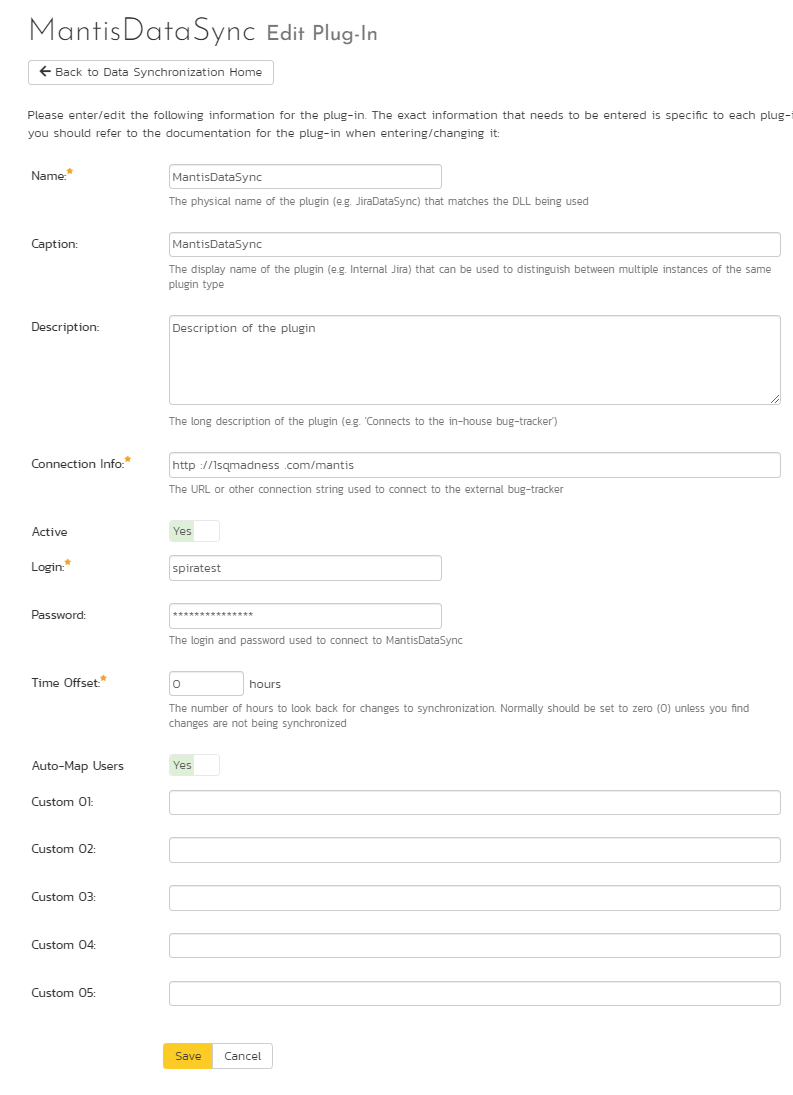 MantisDataSync Edit Plug-In
Back to Data Synchronization Home
Please enter/edit the following information for the plug-in. The exact information that needs to be entered is specific to each plug-i
you should refer to the documentation for the plug-in when entering/changing it:
Name:*
MantisDataSync
The physical name of the plugin (e.g. JiraDataSync) that matches the DLL being used
Caption:
MantisDataSync
The display name of the plugin (e.g. Internal Jira) that can be used to distinguish between multiple instances of the same
plugin type
Description:
Description of the plugin
The long description of the plugin (e.g. 'Connects to the in-house bug-tracker')
Connection Info:*
http ://1sqmadness .com/mantis
The URL or other connection string used to connect to the external bug-tracker
Active
Yes
Login:*
spiratest
Password:
***************
The login and password used to connect to MantisDataSync
Time Offset:*
0 hours
The number of hours to look back for changes to synchronization. Normally should be set to zero (0) unless you find
changes are not being synchronized
Auto-Map Users
Yes
Custom 01:
Custom 02:
Custom 03:
Custom 04:
Custom 05:
Save Cancel